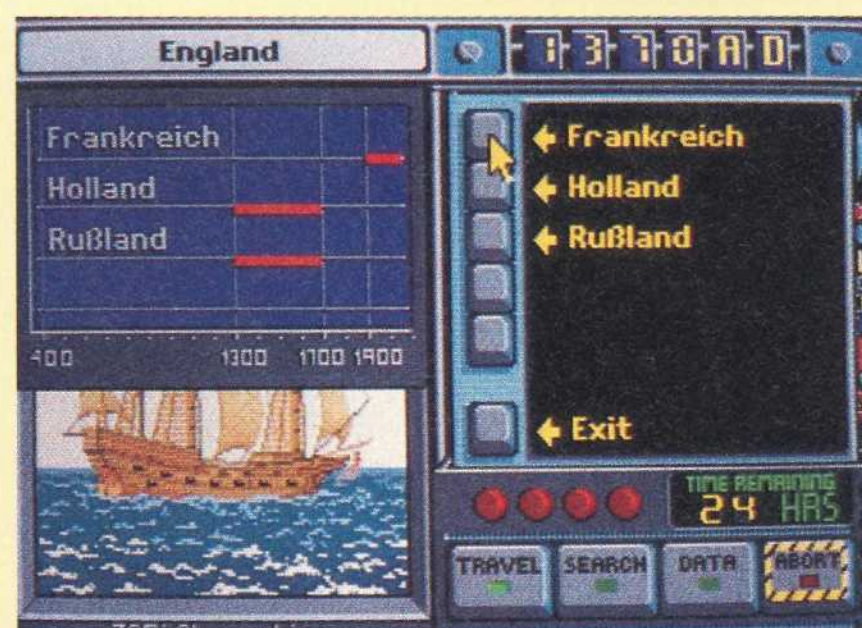 England
1370AD
Frankreich
Holland
Rußland
400 1300 1700 1900
Frankreich
Holland
Rußland
Exit
TIME REMAINING
24 HRS
TRAVEL
SEARCH
DATA
ABORT